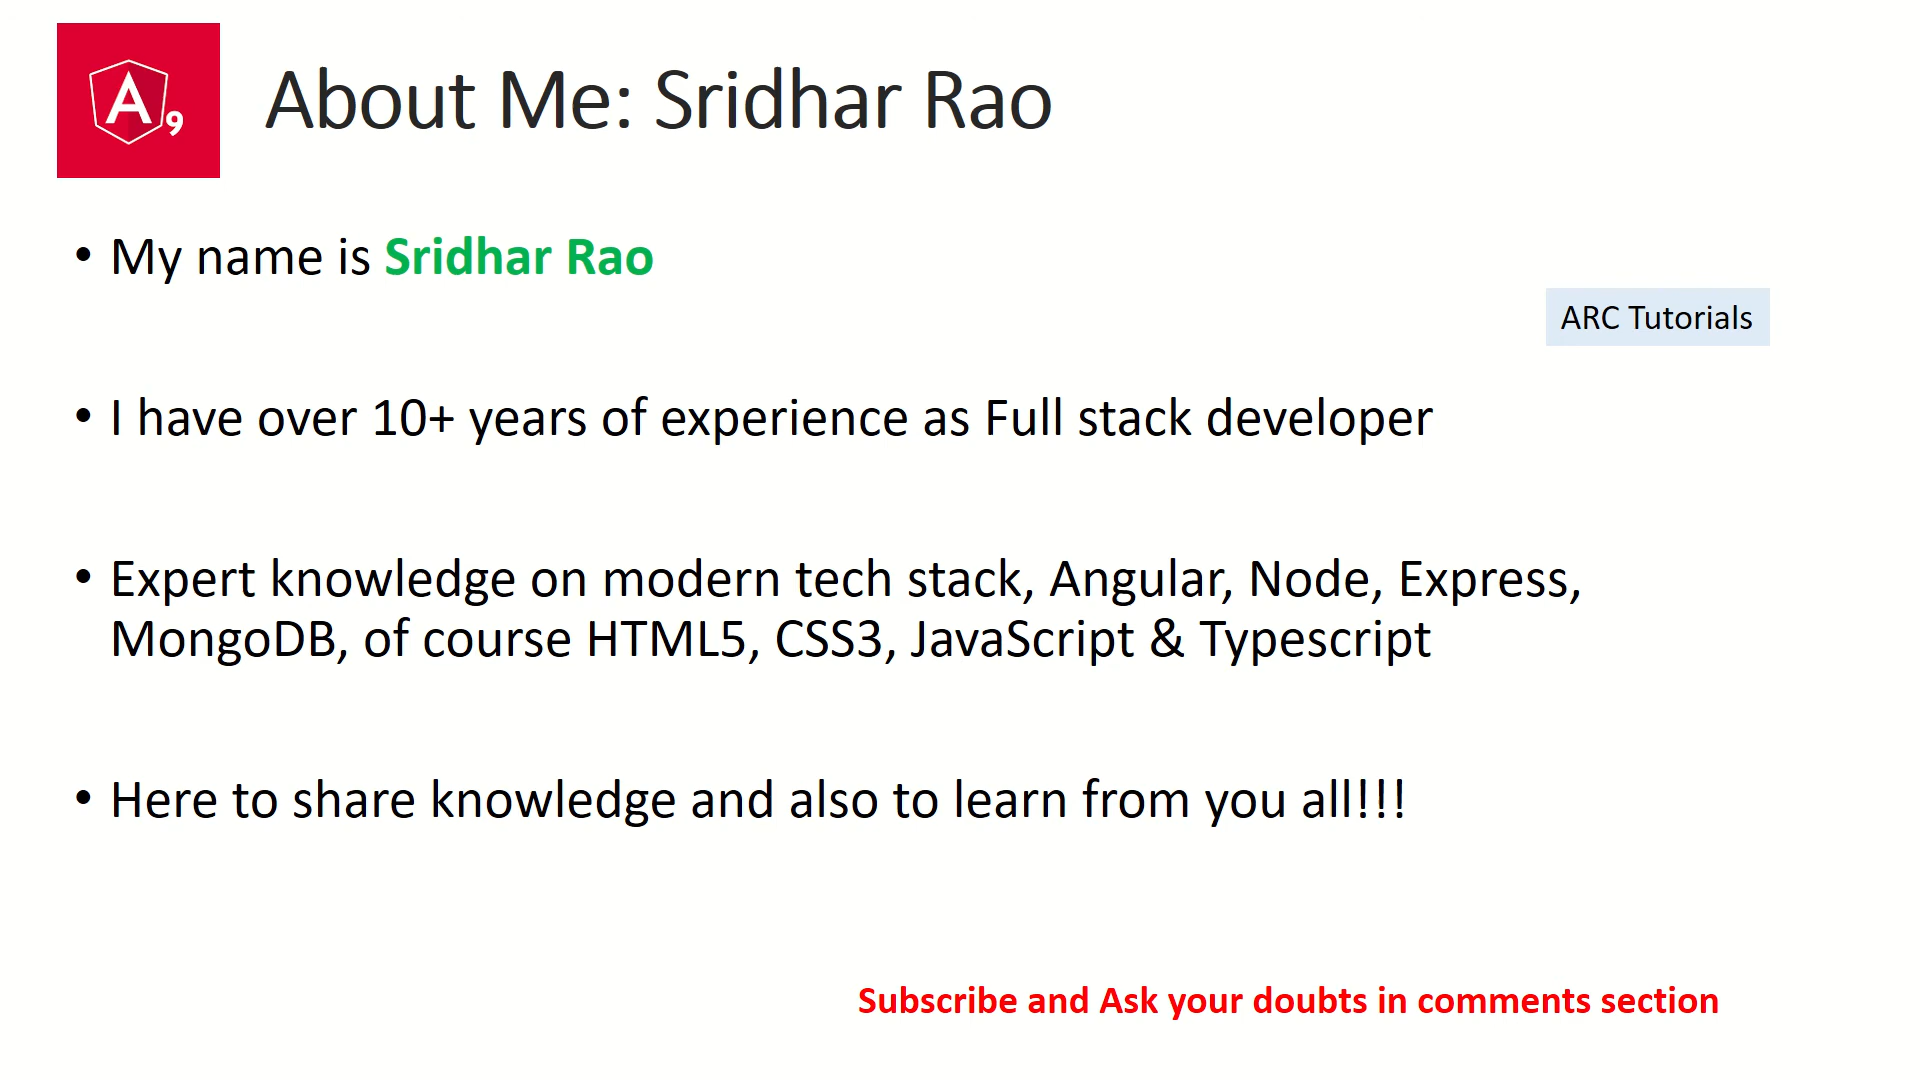 A9
About Me: Sridhar Rao
• My name is Sridhar Rao
ARC Tutorials
• I have over 10+ years of experience as Full stack developer
• Expert knowledge on modern tech stack, Angular, Node, Express,
MongoDB, of course HTML5, CSS3, JavaScript & Typescript
• Here to share knowledge and also to learn from you all!!!
Subscribe and Ask your doubts in comments section